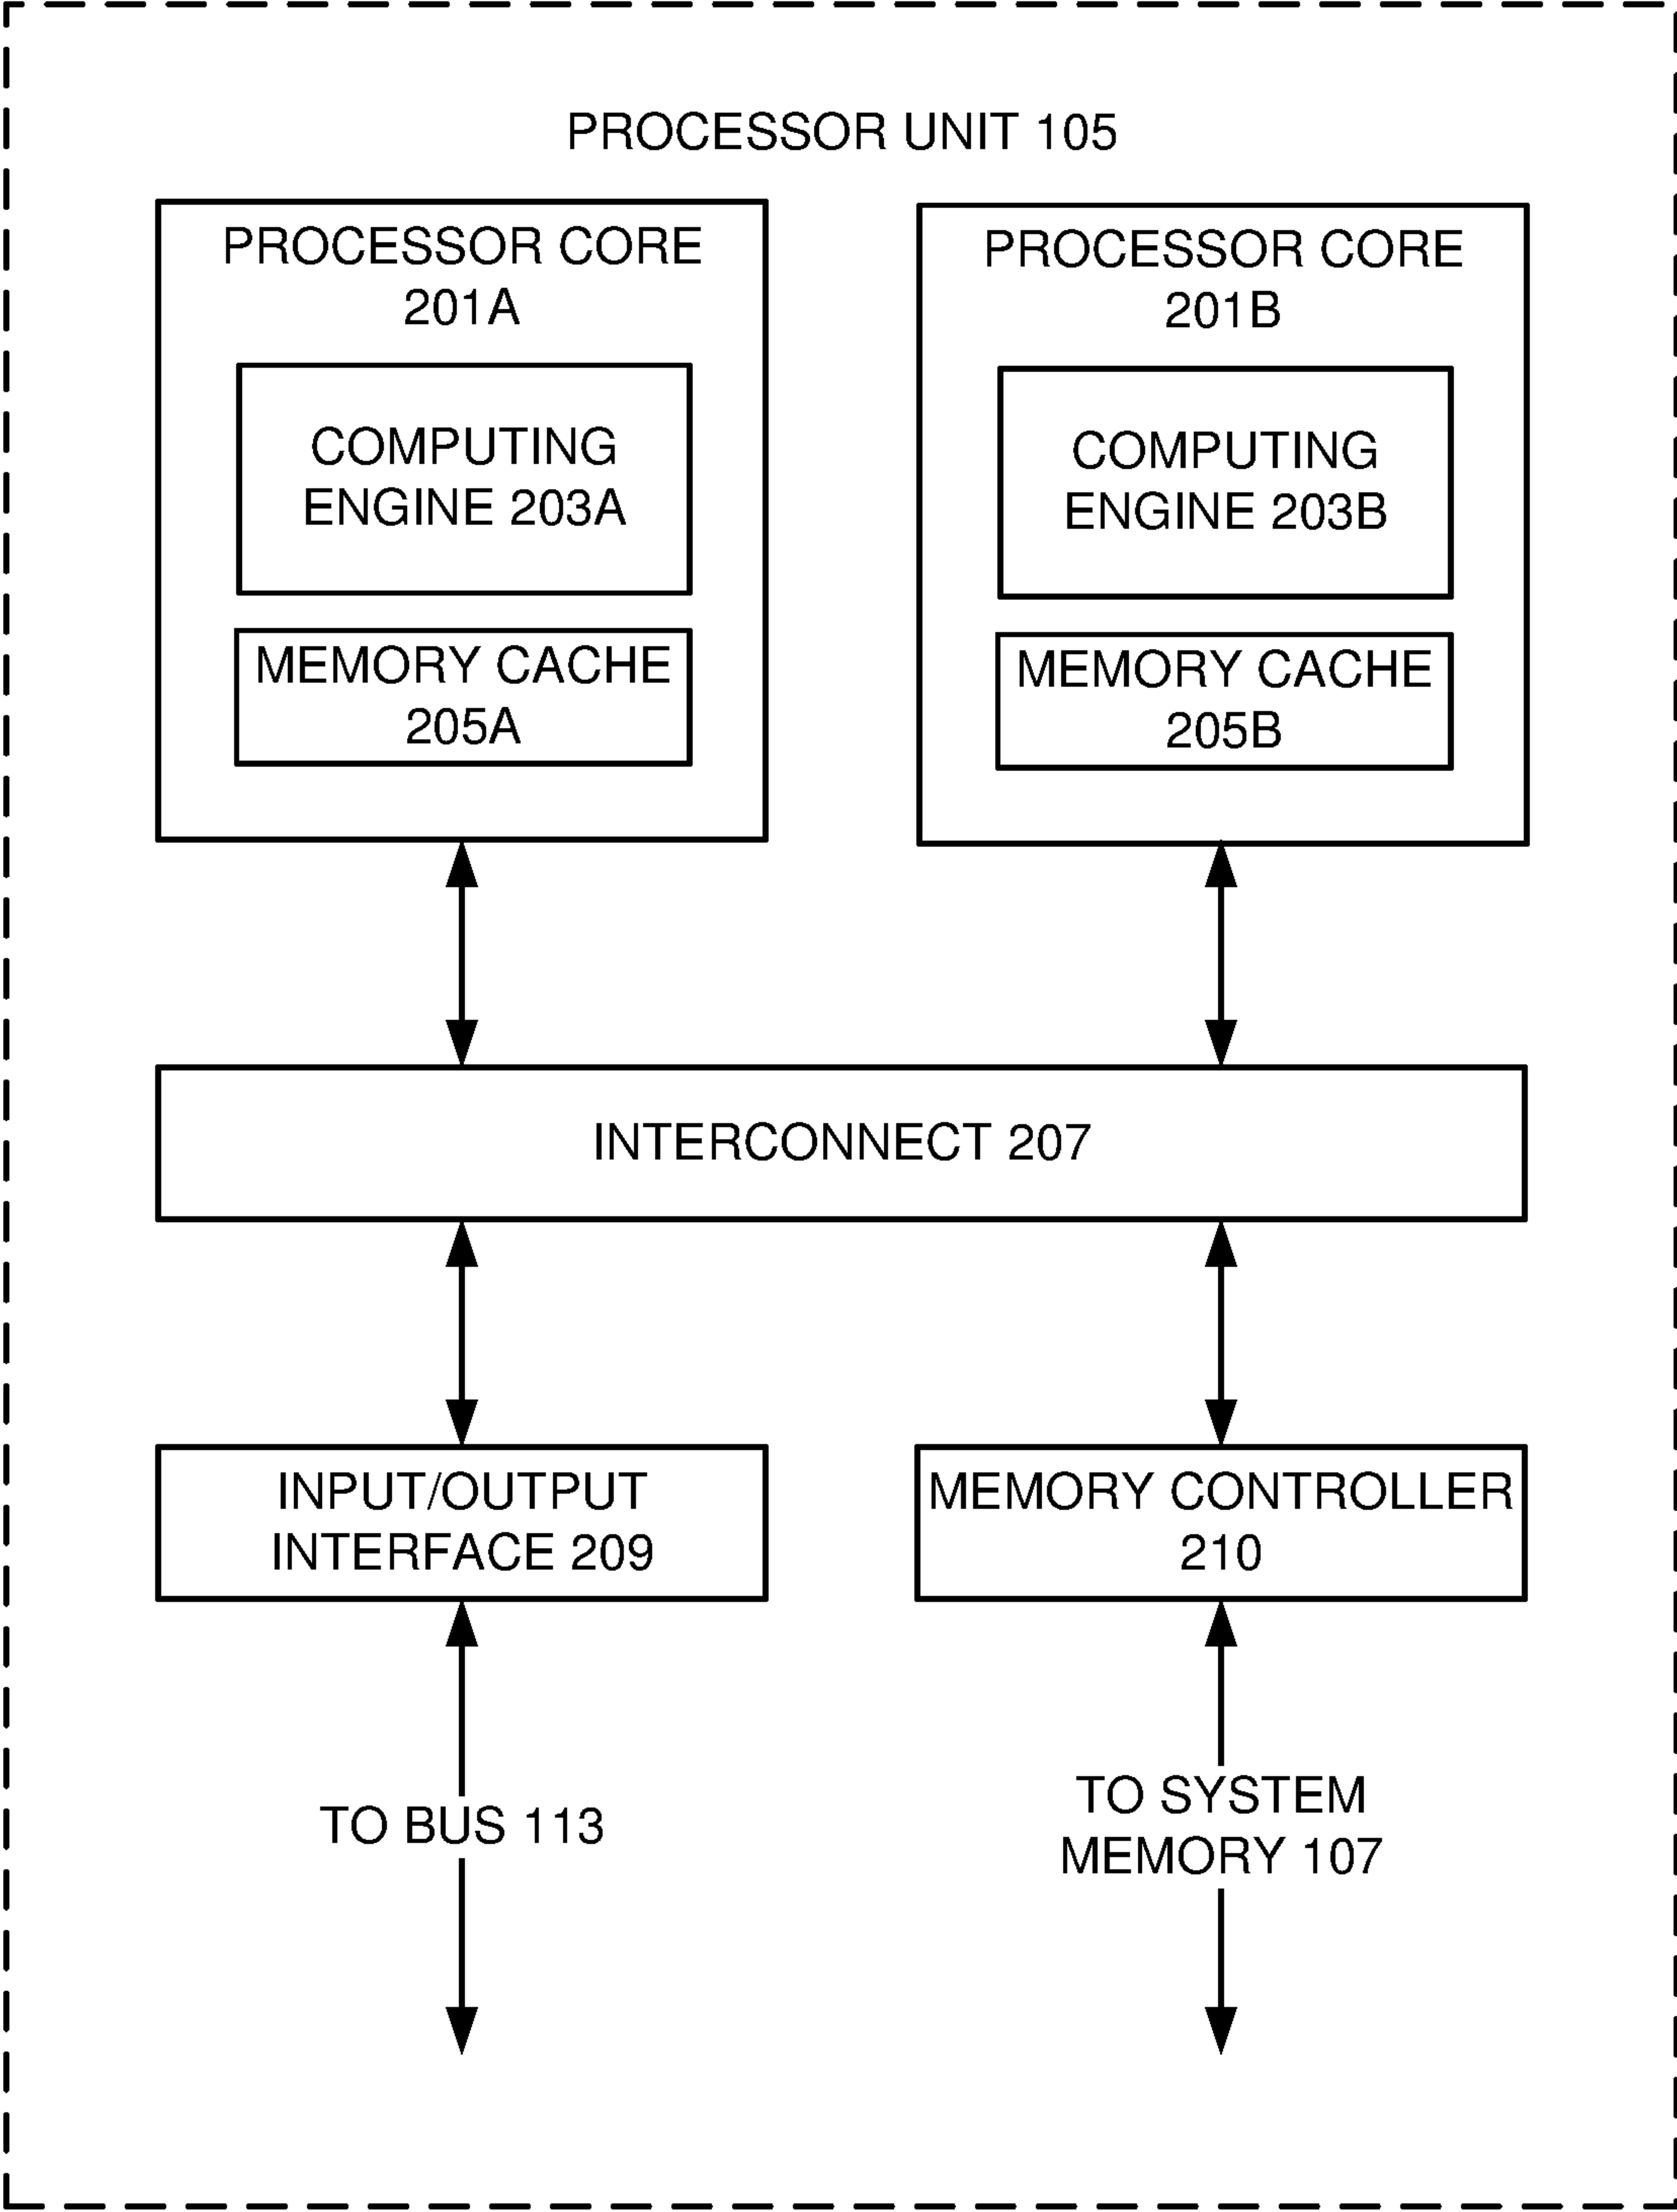 PROCESSOR UNIT 105
PROCESSOR CORE
201A
COMPUTING
ENGINE 203A
MEMORY CACHE
205A
PROCESSOR CORE
201B
COMPUTING
ENGINE 203B
MEMORY CACHE
205B
INTERCONNECT 207
INPUT/OUTPUT
INTERFACE 209
MEMORY CONTROLLER
210
TO BUS 113
TO SYSTEM
MEMORY 107